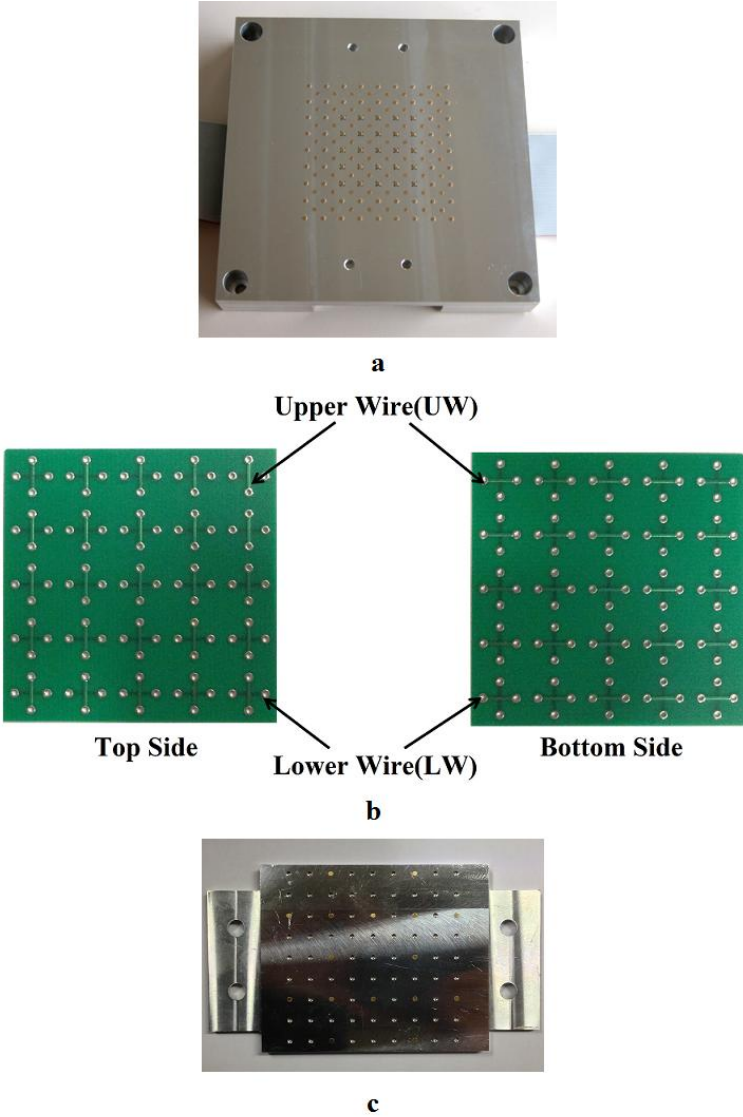 a
Upper Wire(UW)
Top Side
Bottom Side
Lower Wire(LW)
b
c